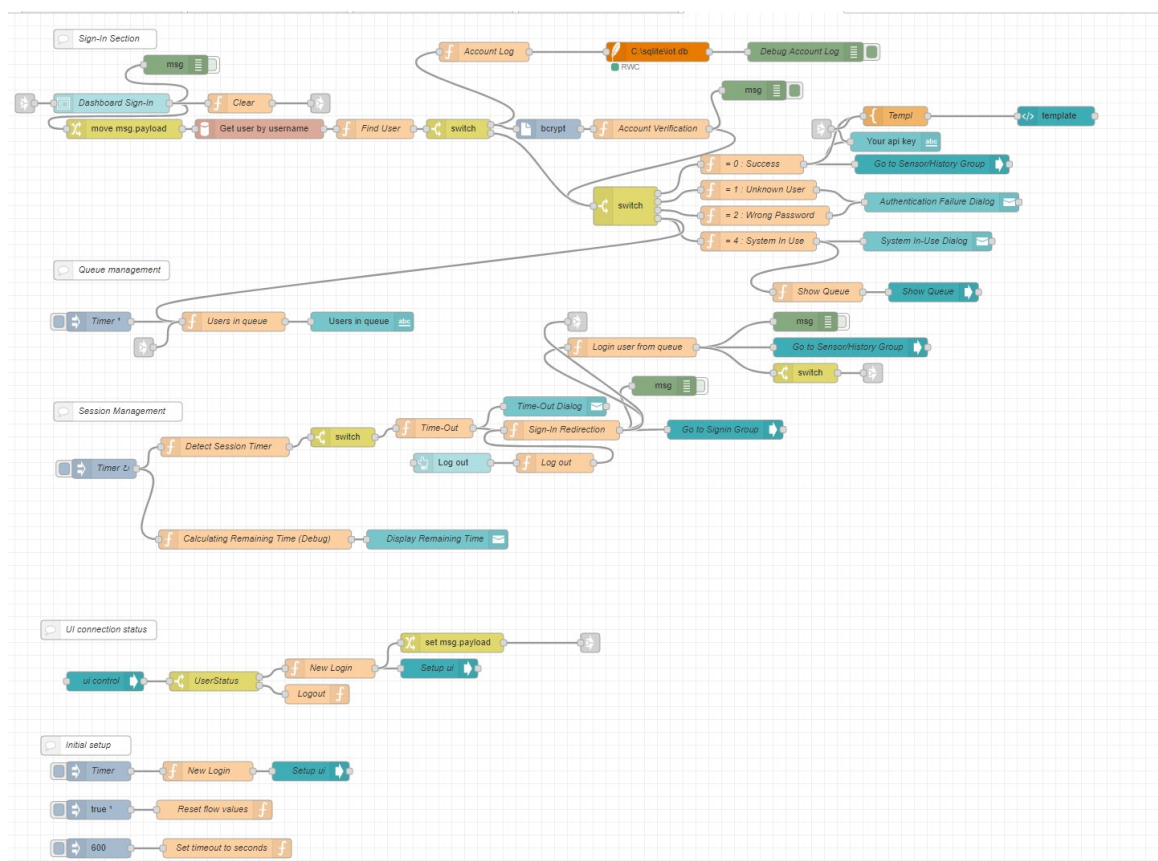 Sign-In Section
msg
Dashboard Sign-In
Clear
move msg.payload
Get user by username
Find User
switch
Account Log
C:\sqlite\iot db
RWC
Debug Account Log
bcrypt
Account Verification
msg
Templ
template
Your api key
abc
switch
= 0 : Success
Go to Sensor/History Group
= 1 : Unknown User
= 2 : Wrong Password
Authentication Failure Dialog
= 4 : System In Use
System In-Use Dialog
Show Queue
Show Queue
Queue management
Timer ¹
Users in queue
Users in queue
abc
Login user from queue
msg
Go to Sensor/History Group
switch
msg
Session Management
Timer ↻
Detect Session Timer
switch
Time-Out
Time-Out Dialog
Sign-In Redirection
Go to Signin Group
Log out
Log out
Calculating Remaining Time (Debug)
Display Remaining Time
UI connection status
ui control
UserStatus
New Login
Logout
set msg.payload
Setup ui
Initial setup
Timer
New Login
Setup ui
true ¹
Reset flow values
600
Set timeout to seconds